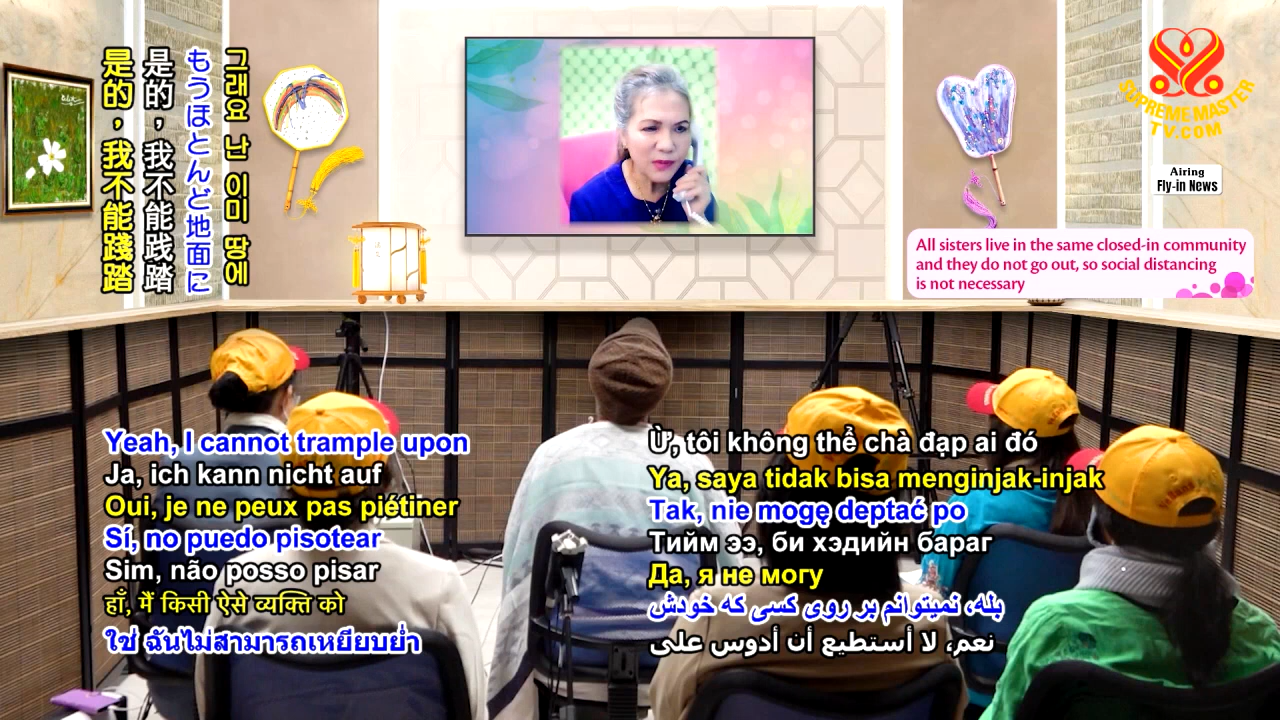 그래요 난 이미 땅에
もうほとんど地面に
是的，我不能践踏
是的，我不能踐踏
SUPREME MASTER
TV.COM
Airing
Fly-in News
All sisters live in the same closed-in community
and they do not go out, so social distancing
is not necessary
Yeah, I cannot trample upon
Ja, ich kann nicht auf
Oui, je ne peux pas piétiner
Sí, no puedo pisotear
Sim, não posso pisar
हाँ, मैं किसी ऐसे व्यक्ति को
ใช่ ฉันไม่สามารถเหยียบย่ำ
Ừ, tôi không thể chà đạp ai đó
Ya, saya tidak bisa menginjak-injak
Tak, nie mogę deptać po
Тийм ээ, би хэдийн бараг
Да, я не могу
بله، نمیتوانم بر روی کسی که خودش
نعم، لا أستطيع أن أدوس على